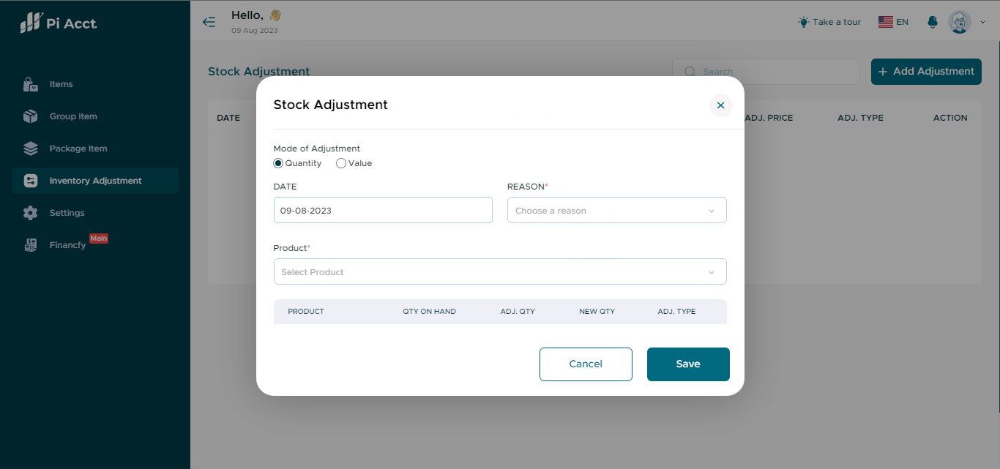 Pi Acct.
Items
Group Item
Package Item
Inventory Adjustment
Settings
Financfy Main
Hello, 👋
09 Aug 2023
Take a tour
EN
Stock Adjustment
Search
+ Add Adjustment
DATE
ADJ. PRICE
ADJ. TYPE
ACTION
Stock Adjustment
Mode of Adjustment
Quantity Value
DATE
REASON*
09-08-2023
Choose a reason
Product*
Select Product
PRODUCT QTY ON HAND ADJ. QTY NEW QTY ADJ. TYPE
Cancel Save